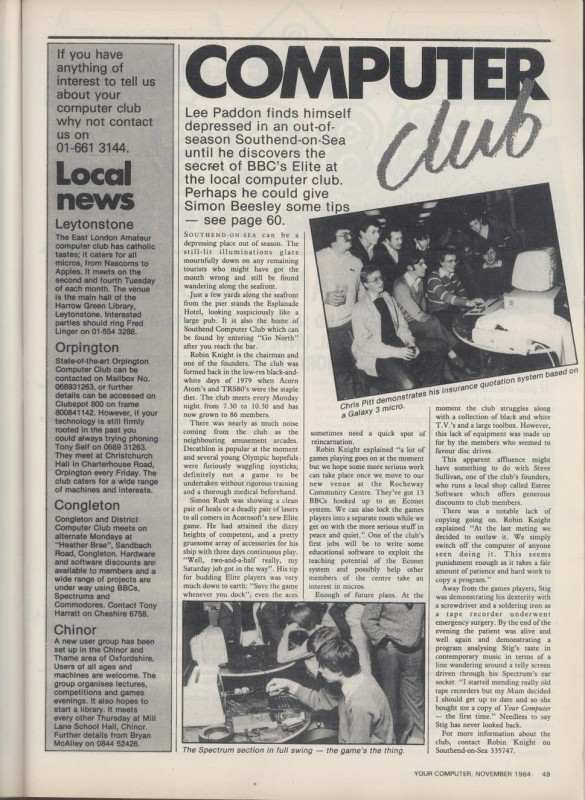 If you have
anything of
interest to tell us
about your
computer club
why not contact
us on
01-661 3144.
Local
news
Leytonstone
The East London Amateur
computer club has catholic
tastes; it caters for all
micros, from Nascoms to
Apples. It meets on the
second and fourth Tuesday
of each month. The venue
is the main hall of the
Harrow Green Library,
Leytonstone. Interested
parties should ring Fred
Linger on 01-554 3288.
Orpington
State-of-the-art Orpington
Computer Club can be
contacted on Mailbox No.
068931263, or further
details can be accessed on
Clubspot 800 on frame
800841142. However, if your
technology is still firmly
rooted in the past you
could always trying phoning
Tony Self on 0689 31263.
They meet at Christchurch
Hall in Charterhouse Road,
Orpington every Friday. The
club caters for a wide range
of machines and interests.
Congleton
Congleton and District
Computer Club meets on
alternate Mondays at
"Heather Brae", Sandbach
Road, Congleton. Hardware
and software discounts are
available to members and a
wide range of projects are
under way using BBCs,
Spectrums and
Commodores. Contact Tony
Harratt on Cheshire 6758.
Chinor
A new user group has been
set up in the Chinor and
Thame area of Oxfordshire.
Users of all ages and
machines are welcome. The
group organises lectures,
competitions and games
evenings. It also hopes to
start a library. It meets
every other Thursday at Mill
Lane School Hall, Chinor.
Further details from Bryan
McAlley on 0844 52426.
COMPUTER
club
Lee Paddon finds himself
depressed in an out-of-
season Southend-on-Sea
until he discovers the
secret of BBC's Elite at
the local computer club.
Perhaps he could give
Simon Beesley some tips
— see page 60.
SOUTHEND-ON-SEA can be a
depressing place out of season. The
still-lit illuminations glare
mournfully down on any remaining
tourists who might have got the
month wrong and still be found
wandering along the seafront.
Just a few yards along the seafront
from the pier stands the Esplanade
Hotel, looking suspiciously like a
large pub. It is also the home of
Southend Computer Club which can
be found by entering "Go North"
after you reach the bar.
Robin Knight is the chairman and
one of the founders. The club was
formed back in the low-res black-and-
white days of 1979 when Acorn
Atom's and TRS80's were the staple
diet. The club meets every Monday
night from 7.30 to 10.30 and has
now grown to 86 members.
There was nearly as much noise
coming from the club as the
neighbouring amusement arcades.
Decathlon is popular at the moment
and several young Olympic hopefuls
were furiously waggling joysticks;
definitely not a game to be
undertaken without rigorous training
and a thorough medical beforehand.
Simon Rush was showing a clean
pair of heals or a deadly pair of lasers
to all comers in Acornsoft's new Elite
game. He had attained the dizzy
heights of competent, and a pretty
gruesome array of accessories for his
ship with three days continuous play.
"Well, two-and-a-half really, my
Saturday job got in the way". His tip
for budding Elite players was very
much down to earth: "Save the game
whenever you dock"; even the aces
Chris Pitt demonstrates his insurance quotation system based on
a Galaxy 3 micro.
sometimes need a quick spot of
reincarnation.
Robin Knight explained "a lot of
games playing goes on at the moment
but we hope some more serious work
can take place once we move to our
new venue at the Rocheway
Community Centre. They've got 13
BBCs hooked up to an Econet
system. We can also lock the games
players into a separate room while we
get on with the more serious stuff in
peace and quiet.". One of the club's
first jobs will be to write some
educational software to exploit the
teaching potential of the Econet
system and possibly help other
members of the centre take an
interest in micros.
Enough of future plans. At the
moment the club struggles along
with a collection of black and white
T.V.'s and a large toolbox. However,
this lack of equipment was made up
for by the members who seemed to
favour disc drives.
This apparent affluence might
have something to do with Steve
Sullivan, one of the club's founders,
who runs a local shop called Estree
Software which offers generous
discounts to club members.
There was a notable lack of
copying going on. Robin Knight
explained "At the last meting we
decided to outlaw it. We simply
switch off the computer of anyone
seen doing it. This seems
punishment enough as it takes a fair
amount of patience and hard work to
copy a program."
Away from the games players, Stig
was demonstrating his dexterity with
a screwdriver and a soldering iron as
a tape recorder underwent
emergency surgery. By the end of the
evening the patient was alive and
well again and demonstrating a
program analysing Stig's taste in
contemporary music in terms of a
line wandering around a telly screen
driven through his Spectrum's ear
socket. "I started mending really old
tape recorders but my Mum decided
I should get up to date and so she
bought me a copy of Your Computer
— the first time." Needless to say
Stig has never looked back.
For more information about the
club, contact Robin Knight on
Southend-on-Sea 335747.
The Spectrum section in full swing — the game's the thing.
YOUR COMPUTER, NOVEMBER 1984 49